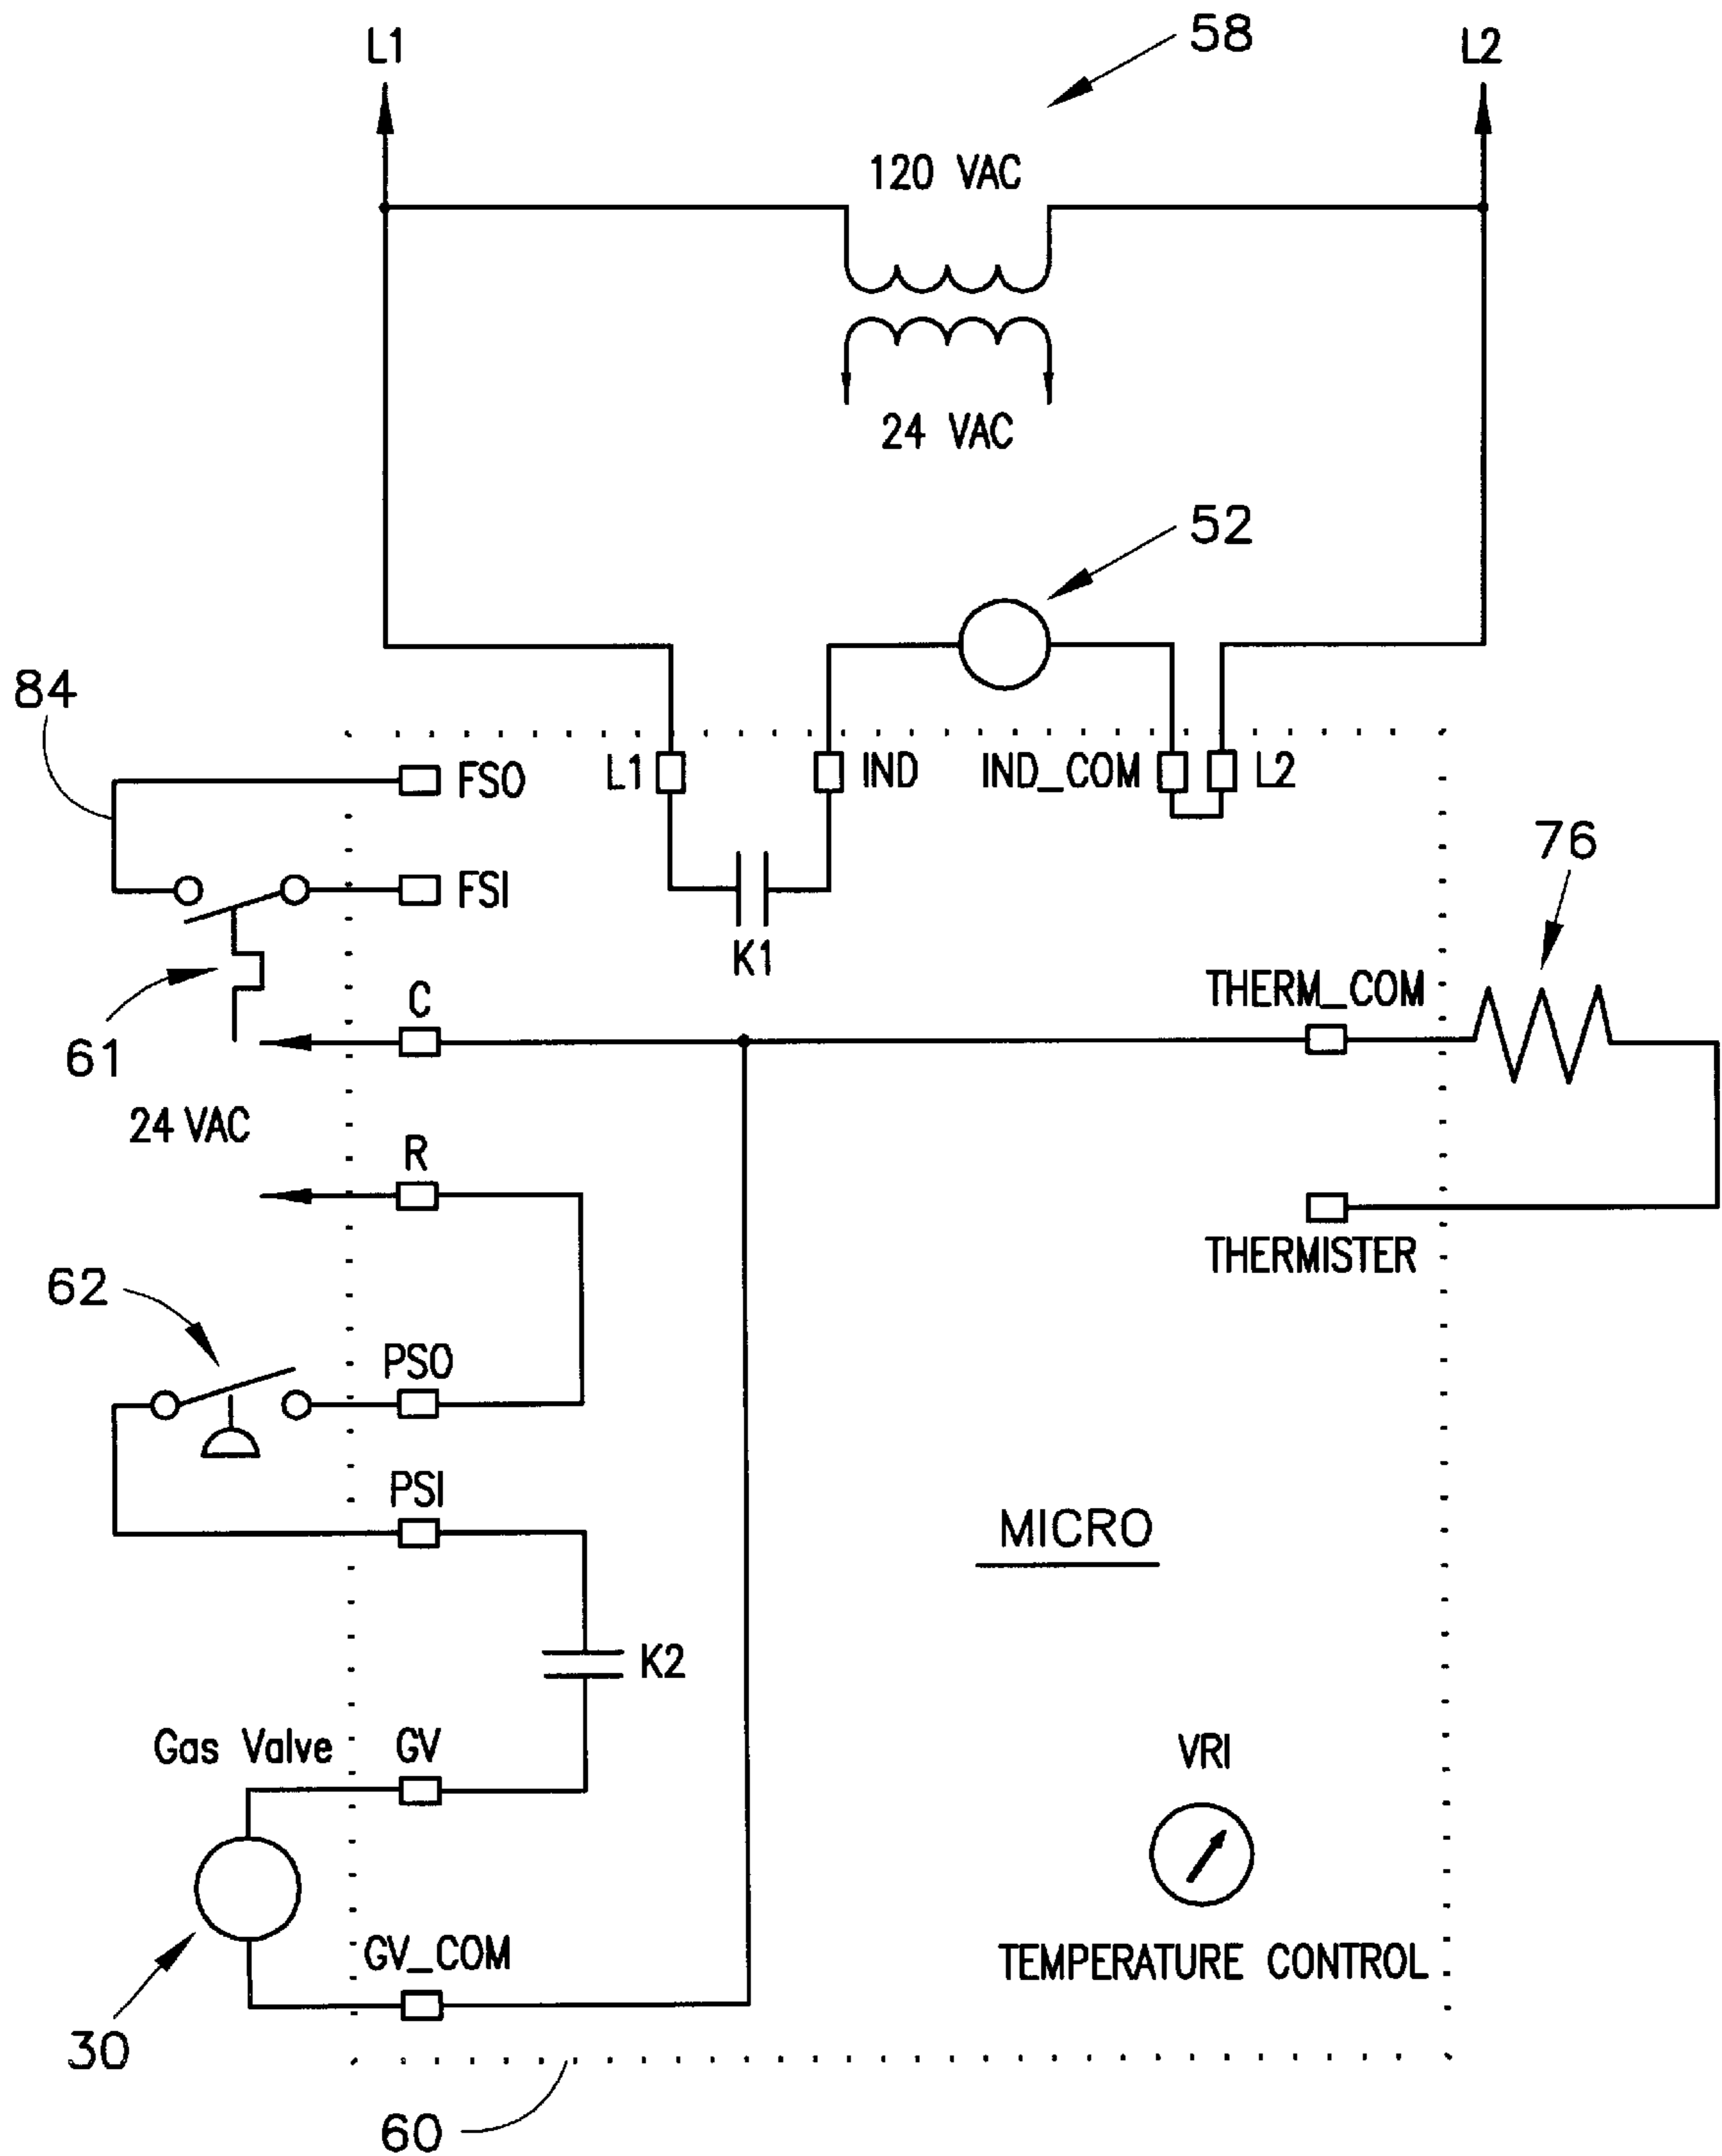 L1
58
L2
120 VAC
24 VAC
52
84
FSO
L1
IND
IND_COM
L2
FSI
76
K1
61
C
THERM_COM
24 VAC
R
THERMISTER
62
PSO
PSI
MICRO
K2
Gas Valve
GV
VRI
GV_COM
TEMPERATURE CONTROL
30
60